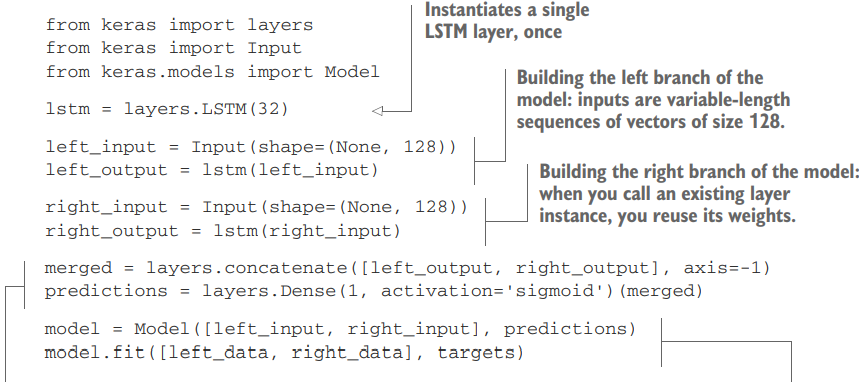 Instantiates a single
LSTM layer, once
from keras import layers
from keras import Input
from keras.models import Model
lstm = layers.LSTM(32)
Building the left branch of the
model: inputs are variable-length
sequences of vectors of size 128.
left_input = Input(shape=(None, 128))
left_output = lstm(left_input)
Building the right branch of the model:
when you call an existing layer
instance, you reuse its weights.
right_input = Input(shape=(None, 128))
right_output = lstm(right_input)
merged = layers.concatenate([left_output, right_output], axis=-1)
predictions = layers.Dense(1, activation='sigmoid')(merged)
model = Model([left_input, right_input], predictions)
model.fit([left_data, right_data], targets)